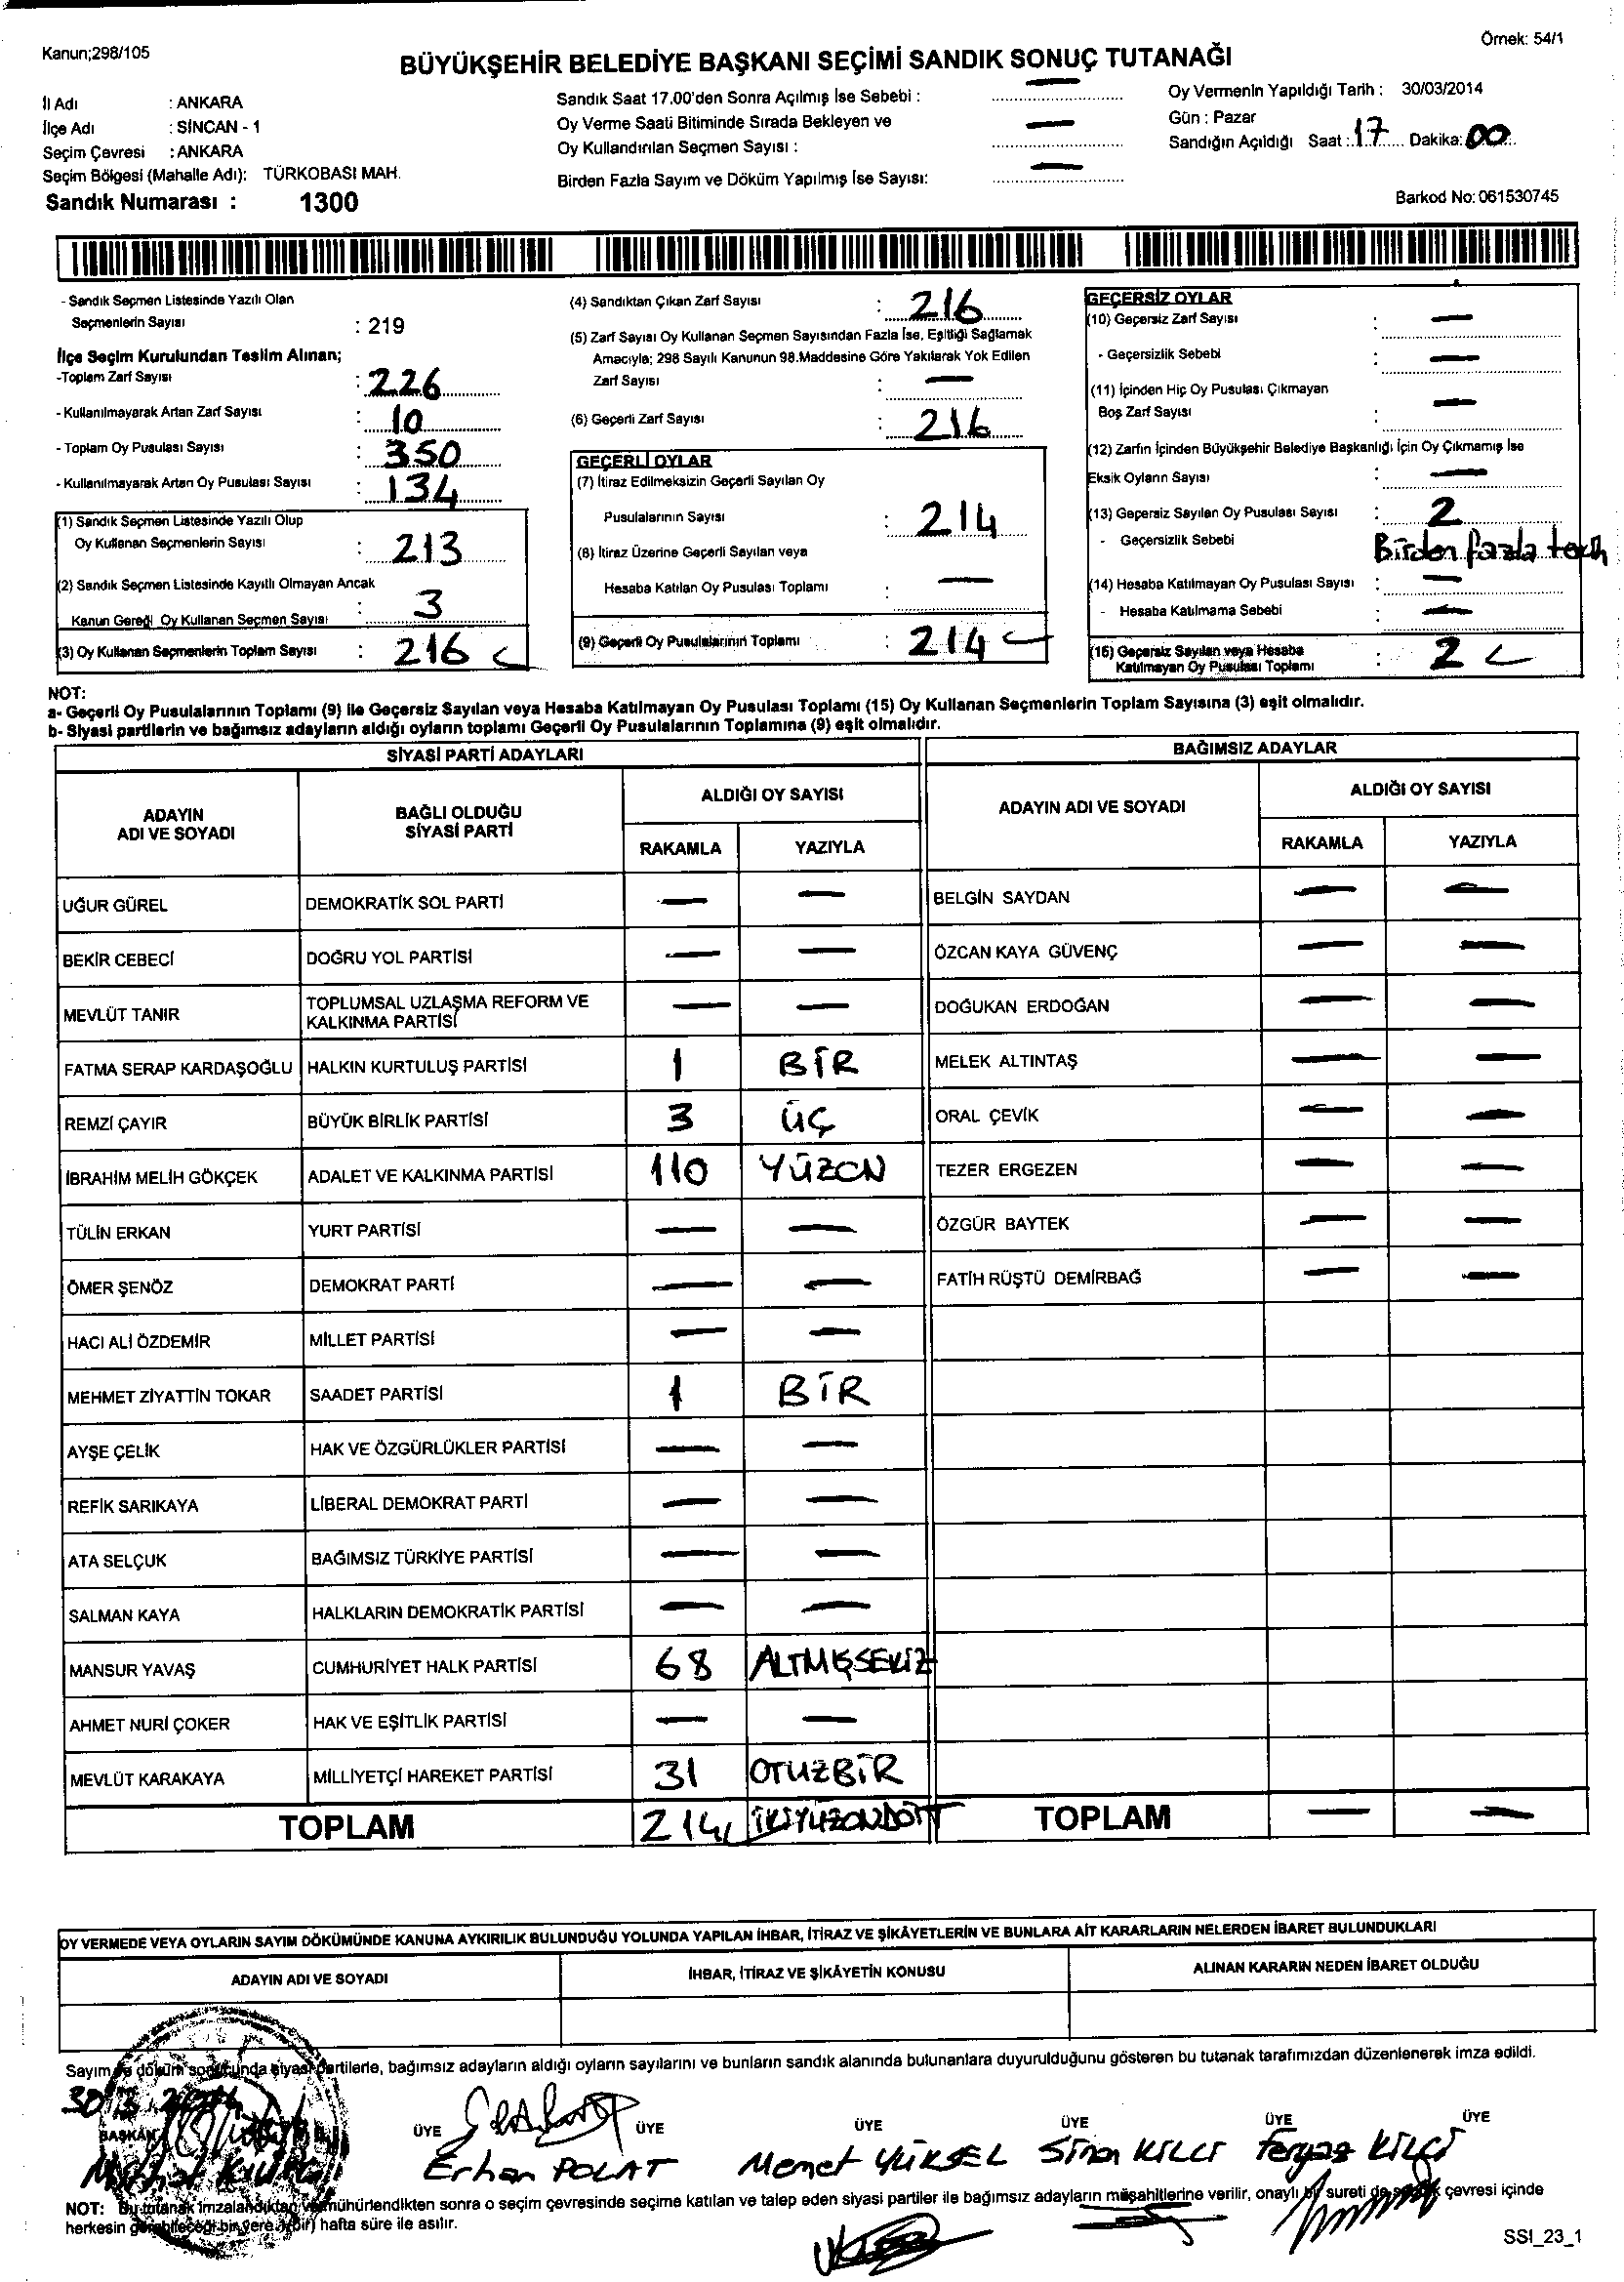 Kanun;298/105
Örnek: 54/1
BÜYÜKŞEHİR BELEDİYE BAŞKANI SEÇİMİ SANDIK SONUÇ TUTANAĞI
İl Adı : ANKARA
İlçe Adı : SİNCAN - 1
Seçim Çevresi : ANKARA
Seçim Bölgesi (Mahalle Adı): TÜRKOBASI MAH.
Sandık Numarası : 1300
Sandık Saat 17.00'den Sonra Açılmış İse Sebebi : —
Oy Verme Saati Bitiminde Sırada Bekleyen ve
Oy Kullandırılan Seçmen Sayısı : —
Birden Fazla Sayım ve Döküm Yapılmış İse Sayısı: —
Oy Vermenin Yapıldığı Tarih : 30/03/2014
Gün : Pazar
Sandığın Açıldığı Saat : 17 Dakika: 00
Barkod No: 061530745
- Sandık Seçmen Listesinde Yazılı Olan
Seçmenlerin Sayısı : 219
İlçe Seçim Kurulundan Teslim Alınan;
-Toplam Zarf Sayısı : 226
- Kullanılmayarak Artan Zarf Sayısı : 10
- Toplam Oy Pusulası Sayısı : 350
- Kullanılmayarak Artan Oy Pusulası Sayısı : 134
(1) Sandık Seçmen Listesinde Yazılı Olup
Oy Kullanan Seçmenlerin Sayısı : 213
(2) Sandık Seçmen Listesinde Kayıtlı Olmayan Ancak
Kanun Gereği Oy Kullanan Seçmen Sayısı : 3
(3) Oy Kullanan Seçmenlerin Toplam Sayısı : 216
(4) Sandıktan Çıkan Zarf Sayısı : 216
(5) Zarf Sayısı Oy Kullanan Seçmen Sayısından Fazla İse, Eşitliği Sağlamak
Amacıyla; 298 Sayılı Kanunun 98.Maddesine Göre Yakılarak Yok Edilen
Zarf Sayısı : —
(6) Geçerli Zarf Sayısı : 216
GEÇERLİ OYLAR
(7) İtiraz Edilmeksizin Geçerli Sayılan Oy
Pusulalarının Sayısı : 214
(8) İtiraz Üzerine Geçerli Sayılan veya
Hesaba Katılan Oy Pusulası Toplamı : —
(9) Geçerli Oy Pusulalarının Toplamı : 214
GEÇERSİZ OYLAR
(10) Geçersiz Zarf Sayısı : —
- Geçersizlik Sebebi : —
(11) İçinden Hiç Oy Pusulası Çıkmayan
Boş Zarf Sayısı : —
(12) Zarfın İçinden Büyükşehir Belediye Başkanlığı İçin Oy Çıkmamış İse
Eksik Oyların Sayısı : —
(13) Geçersiz Sayılan Oy Pusulası Sayısı : 2
- Geçersizlik Sebebi : Birden fazla tercih
(14) Hesaba Katılmayan Oy Pusulası Sayısı : —
- Hesaba Katılmama Sebebi : —
(15) Geçersiz Sayılan veya Hesaba
Katılmayan Oy Pusulası Toplamı : 2
NOT:
a- Geçerli Oy Pusulalarının Toplamı (9) ile Geçersiz Sayılan veya Hesaba Katılmayan Oy Pusulası Toplamı (15) Oy Kullanan Seçmenlerin Toplam Sayısına (3) eşit olmalıdır.
b- Siyasi partilerin ve bağımsız adayların aldığı oyların toplamı Geçerli Oy Pusulalarının Toplamına (9) eşit olmalıdır.
SİYASİ PARTİ ADAYLARI
ADAYIN
ADI VE SOYADI
BAĞLI OLDUĞU
SİYASİ PARTİ
ALDIĞI OY SAYISI
RAKAMLA YAZIYLA
UĞUR GÜREL DEMOKRATİK SOL PARTİ — —
BEKİR CEBECİ DOĞRU YOL PARTİSİ — —
MEVLÜT TANIR TOPLUMSAL UZLAŞMA REFORM VE
KALKINMA PARTİSİ — —
FATMA SERAP KARDAŞOĞLU HALKIN KURTULUŞ PARTİSİ 1 BİR
REMZİ ÇAYIR BÜYÜK BİRLİK PARTİSİ 3 ÜÇ
İBRAHİM MELİH GÖKÇEK ADALET VE KALKINMA PARTİSİ 110 YÜZON
TÜLİN ERKAN YURT PARTİSİ — —
ÖMER ŞENÖZ DEMOKRAT PARTİ — —
HACI ALİ ÖZDEMİR MİLLET PARTİSİ — —
MEHMET ZİYATTİN TOKAR SAADET PARTİSİ 1 BİR
AYŞE ÇELİK HAK VE ÖZGÜRLÜKLER PARTİSİ — —
REFİK SARIKAYA LİBERAL DEMOKRAT PARTİ — —
ATA SELÇUK BAĞIMSIZ TÜRKİYE PARTİSİ — —
SALMAN KAYA HALKLARIN DEMOKRATİK PARTİSİ — —
MANSUR YAVAŞ CUMHURİYET HALK PARTİSİ 68 ALTMIŞSEKİZ
AHMET NURİ ÇOKER HAK VE EŞİTLİK PARTİSİ — —
MEVLÜT KARAKAYA MİLLİYETÇİ HAREKET PARTİSİ 31 OTUZBİR
TOPLAM 214 İKİYÜZONDÖRT
BAĞIMSIZ ADAYLAR
ADAYIN ADI VE SOYADI
ALDIĞI OY SAYISI
RAKAMLA YAZIYLA
BELGİN SAYDAN — —
ÖZCAN KAYA GÜVENÇ — —
DOĞUKAN ERDOĞAN — —
MELEK ALTINTAŞ — —
ORAL ÇEVİK — —
TEZER ERGEZEN — —
ÖZGÜR BAYTEK — —
FATİH RÜŞTÜ DEMİRBAĞ — —
TOPLAM — —
OY VERMEDE VEYA OYLARIN SAYIM DÖKÜMÜNDE KANUNA AYKIRILIK BULUNDUĞU YOLUNDA YAPILAN İHBAR, İTİRAZ VE ŞİKÂYETLERİN VE BUNLARA AİT KARARLARIN NELERDEN İBARET BULUNDUKLARI
ADAYIN ADI VE SOYADI
İHBAR, İTİRAZ VE ŞİKÂYETİN KONUSU
ALINAN KARARIN NEDEN İBARET OLDUĞU
Sayım ve döküm sonucunda siyasi partilerle, bağımsız adayların aldığı oyların sayılarını ve bunların sandık alanında bulunanlara duyurulduğunu gösteren bu tutanak tarafımızdan düzenlenerek imza edildi.
30.3.2014
BAŞKAN ÜYE ÜYE ÜYE ÜYE ÜYE ÜYE
Mithat Erhan POLAT Memet YÜKSEL Sinan KILCI Feryaz KILÇI
NOT: Bu tutanak imzalandıktan ve mühürlendikten sonra o seçim çevresinde seçime katılan ve talep eden siyasi partiler ile bağımsız adayların müşahitlerine verilir, onaylı bir sureti de sandık çevresi içinde
herkesin görebileceği bir yere (bir) hafta süre ile asılır.
SSI_23_1